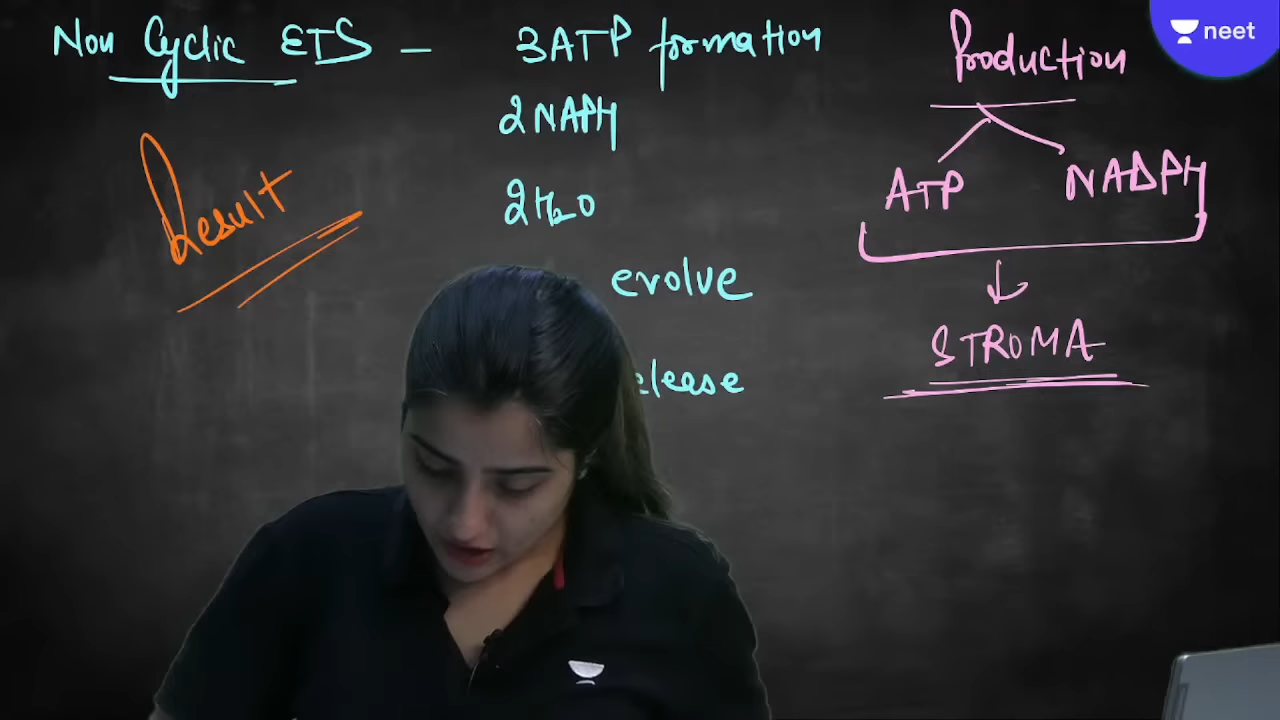 Non Cyclic ETS – 3ATP formation
2NAPH
2H₂O
evolve
elease
Result
Production
ATP NADPH
↓
STROMA
neet